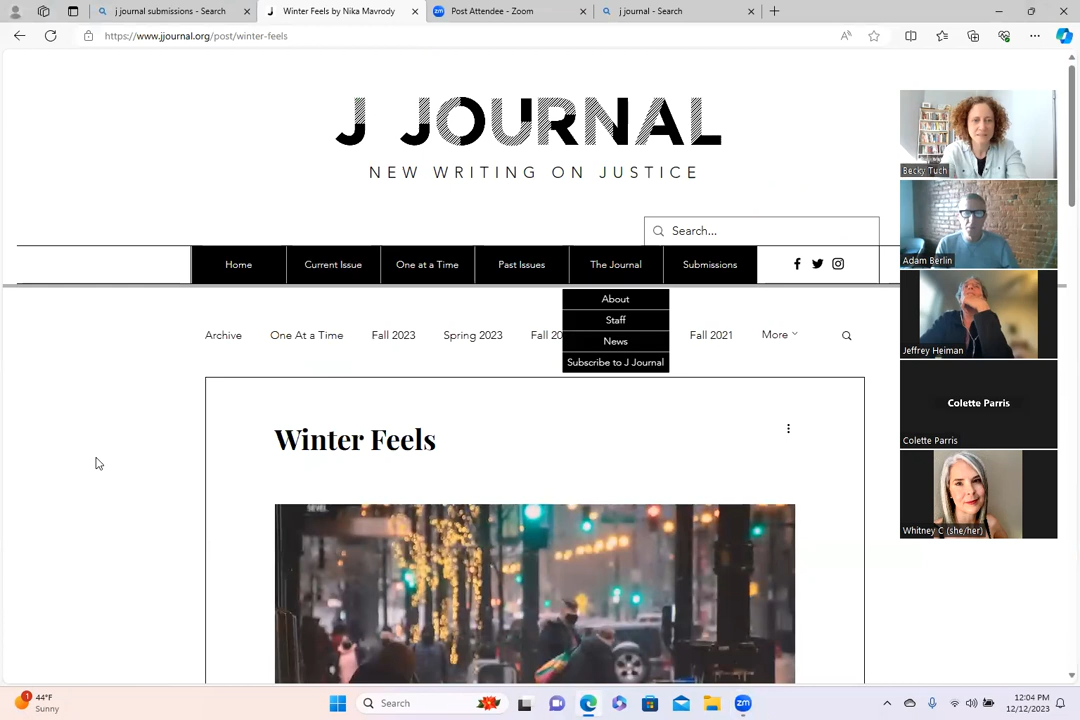 j journal submissions - Search
Winter Feels by Nika Mavrody
Post Attendee - Zoom
j journal - Search
https://www.jjournal.org/post/winter-feels
J JOURNAL
NEW WRITING ON JUSTICE
Search...
Home
Current Issue
One at a Time
Past Issues
The Journal
Submissions
About
Staff
News
Subscribe to J Journal
Archive
One At a Time
Fall 2023
Spring 2023
Fall 20
Fall 2021
More
Winter Feels
Becky Tuch
Adam Berlin
Jeffrey Heiman
Colette Parris
Colette Parris
Whitney C (she/her)
1
44°F
Sunny
Search
12:04 PM
12/12/2023